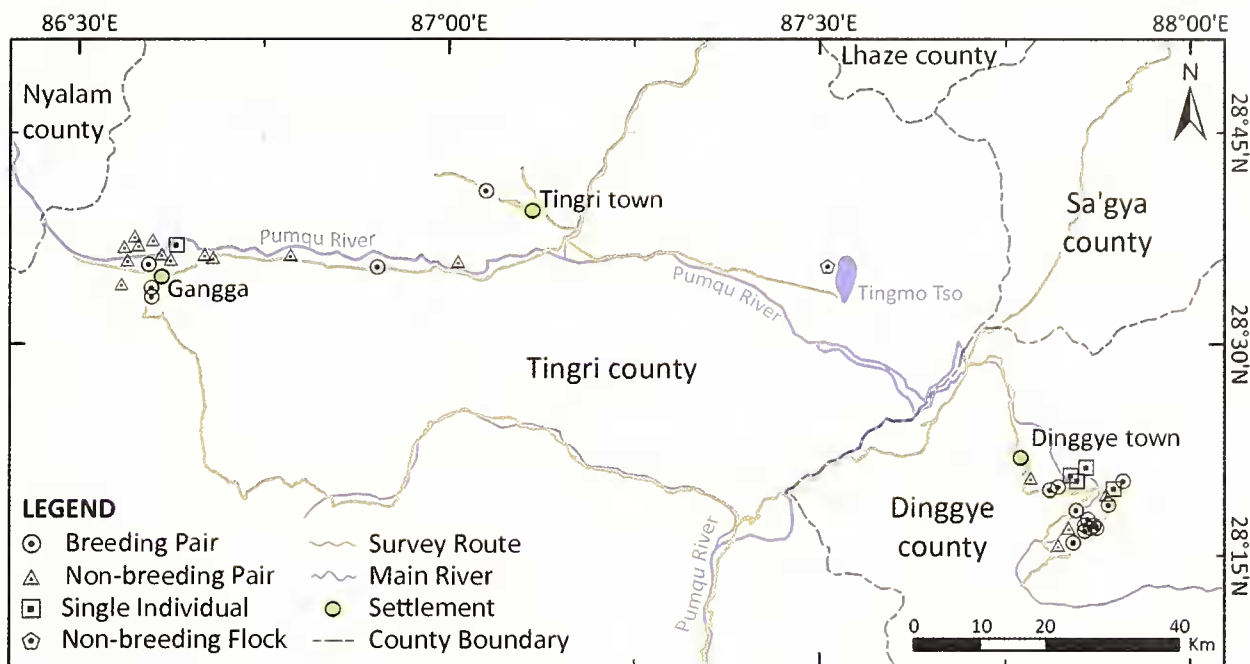 86°30'E 87°00'E 87°30'E 88°00'E
Lhaze county
N
Nyalam
county
28°45'N
Tingri town
Sa'gya
county
Pumqu River
Gangga
Pumqu River
Tingmo Tso
28°30'N
Tingri county
Dinggye town
LEGEND
Breeding Pair
Non-breeding Pair
Single Individual
Non-breeding Flock
Survey Route
Main River
Settlement
County Boundary
Pumqu River
Dinggye
county
28°15'N
0 10 20 40
Km